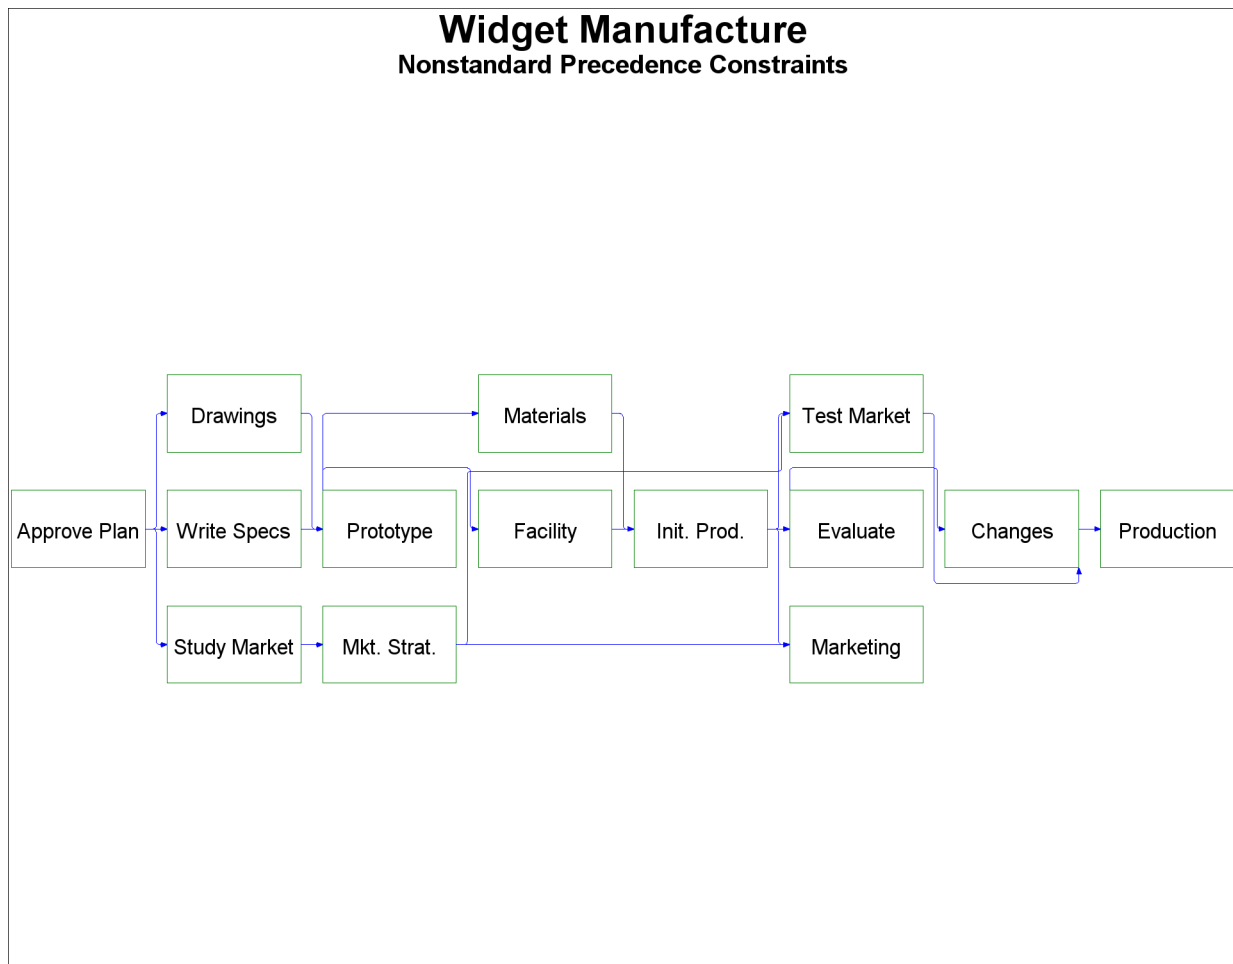 Widget Manufacture
Nonstandard Precedence Constraints
Drawings
Materials
Test Market
Approve Plan
Write Specs
Prototype
Facility
Init. Prod.
Evaluate
Changes
Production
Study Market
Mkt. Strat.
Marketing